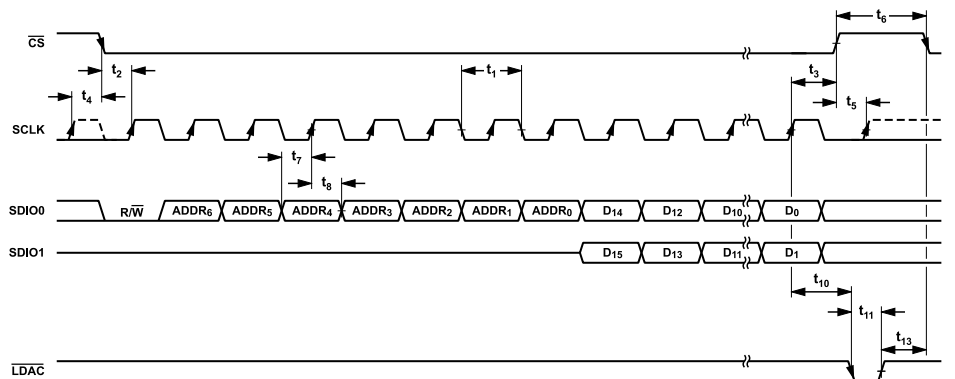 t6
CS
t2
t1
t3
t4
t5
SCLK
t7
t8
SDIO0 R/W ADDR6 ADDR5 ADDR4 ADDR3 ADDR2 ADDR1 ADDR0 D14 D12 D10 D0
SDIO1 D15 D13 D11 D1
t10
t11
t13
LDAC